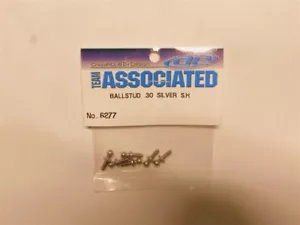 TEAM
ASSOCIATED
BALLSTUD .30 SILVER S.H.
No. 6277